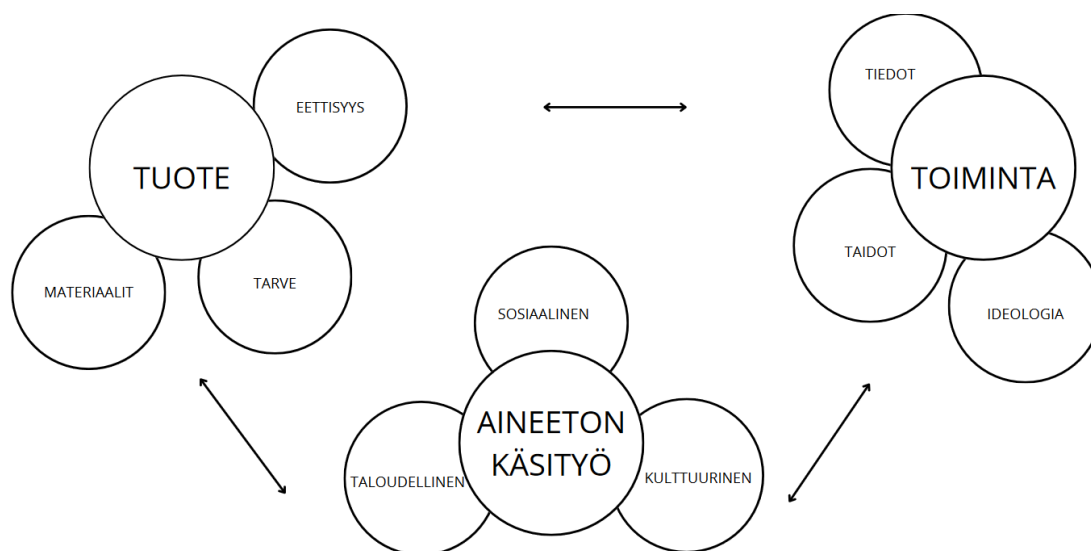 EETTISYYS
TUOTE
MATERIAALIT
TARVE
TIEDOT
TOIMINTA
TAIDOT
IDEOLOGIA
SOSIAALINEN
AINEETON
KÄSITYÖ
TALOUDELLINEN
KULTTUURINEN